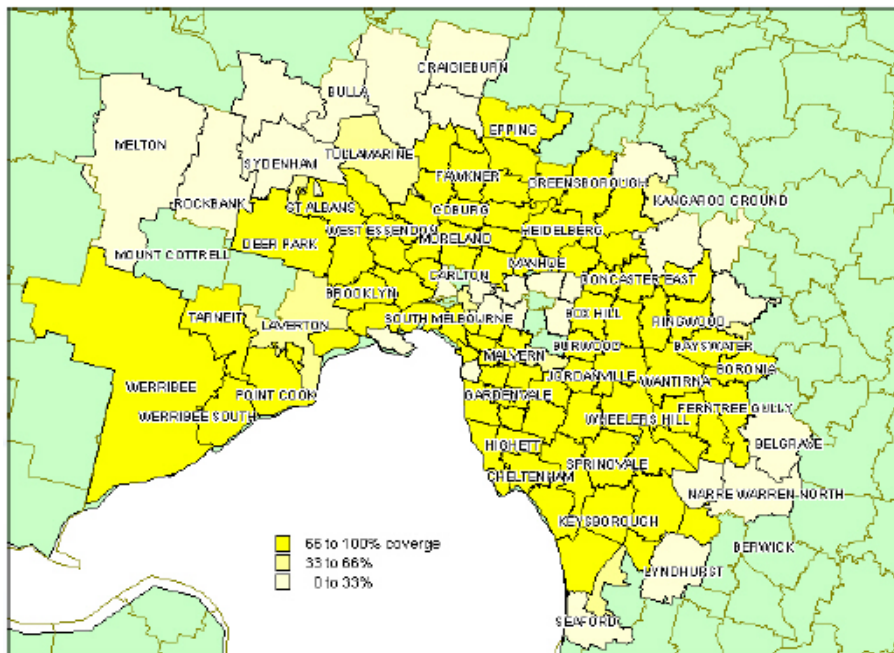 CRAIGIEBURN
BULLA
EPPING
MELTON
SYDENHAM
TULLAMARINE
FAWKNER
GREENSBOROUGH
KANGAROO GROUND
ROCKBANK
ST ALBANS
COBURG
WEST ESSENDON
HEIDELBERG
DEER PARK
MORELAND
MOUNT COTTRELL
IVANHOE
CARLTON
DONCASTER EAST
BROOKLYN
TARNEIT
LAVERTON
SOUTH MELBOURNE
BOX HILL
RINGWOOD
BURWOOD
BAYSWATER
MALVERN
BORONIA
WERRIBEE
JORDANVILLE
WANTIRNA
POINT COOK
GARDENVALE
WERRIBEE SOUTH
WHEELERS HILL
FERNTREE GULLY
HIGHETT
BELGRAVE
SPRINGVALE
CHELTENHAM
NARRE WARREN NORTH
KEYSBOROUGH
66 to 100% coverge
BERWICK
33 to 66%
LYNDHURST
0 to 33%
SEAFORD